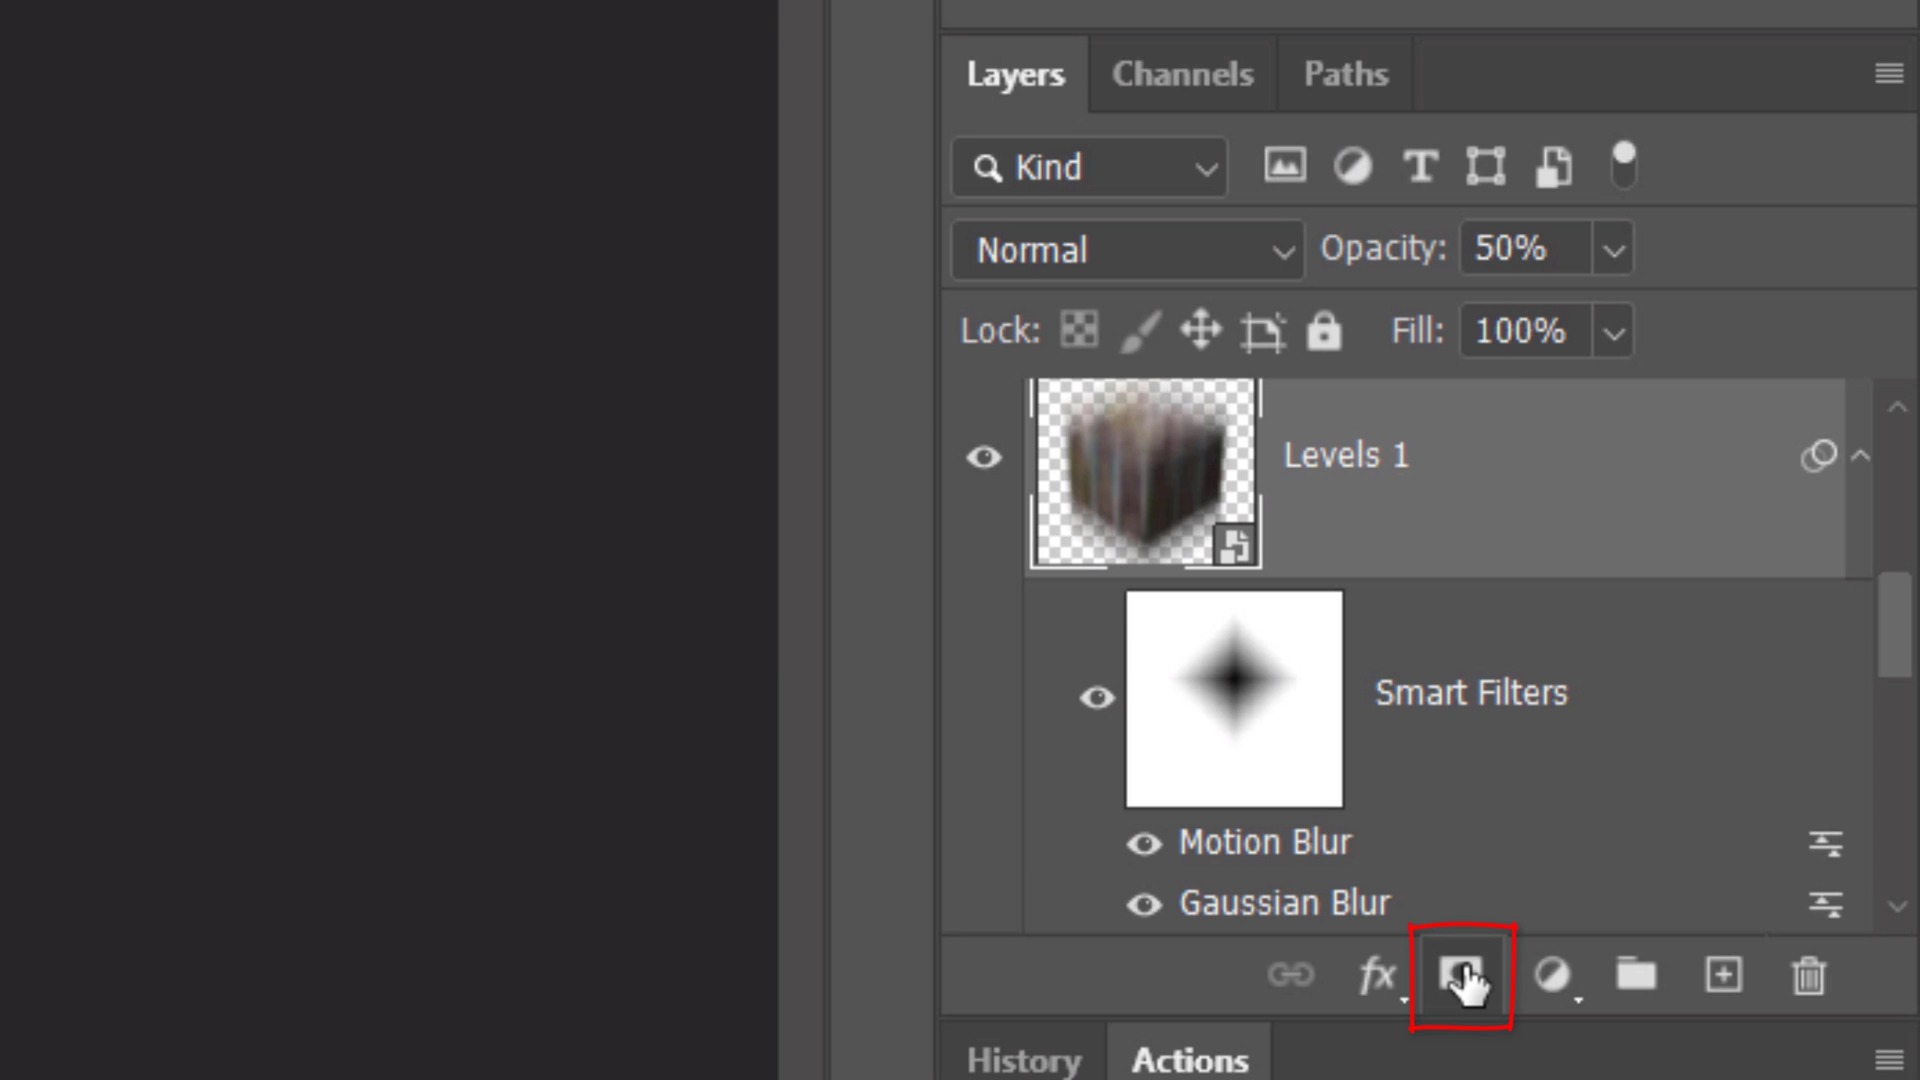 Layers Channels Paths
Kind
Normal Opacity: 50%
Lock: Fill: 100%
Levels 1
Smart Filters
Motion Blur
Gaussian Blur
fx
History Actions